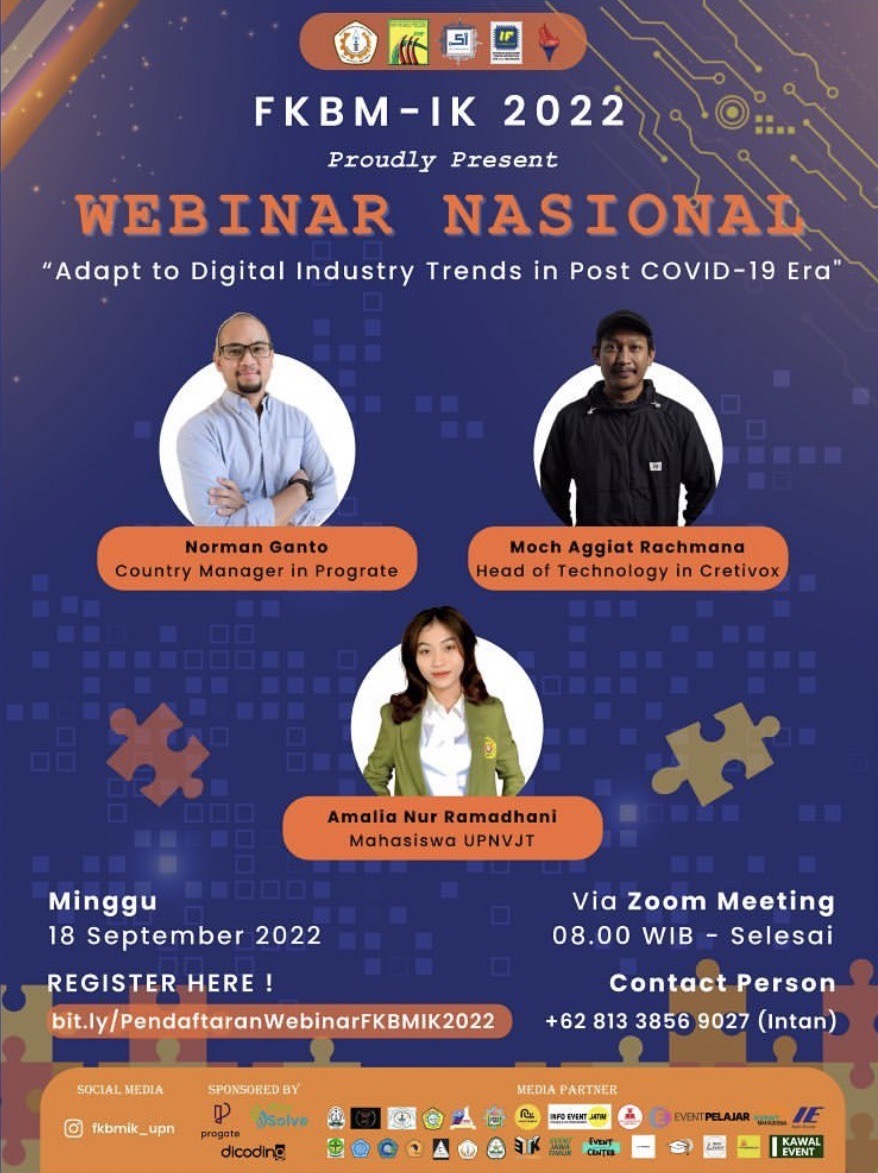 FKBM-IK 2022
Proudly Present
WEBINAR NASIONAL
“Adapt to Digital Industry Trends in Post COVID-19 Era"
Norman Ganto
Country Manager in Prograte
Moch Aggiat Rachmana
Head of Technology in Cretivox
Amalia Nur Ramadhani
Mahasiswa UPNVJT
Minggu
18 September 2022
Via Zoom Meeting
08.00 WIB - Selesai
REGISTER HERE !
bit.ly/PendaftaranWebinarFKBMIK2022
Contact Person
+62 813 3856 9027 (Intan)
SOCIAL MEDIA
fkbmik_upn
SPONSORED BY
progate
Solve
dicoding
MEDIA PARTNER
INFO EVENT JATIM
EVENTPELAJAR
EVENT CENTER
KAWAL EVENT